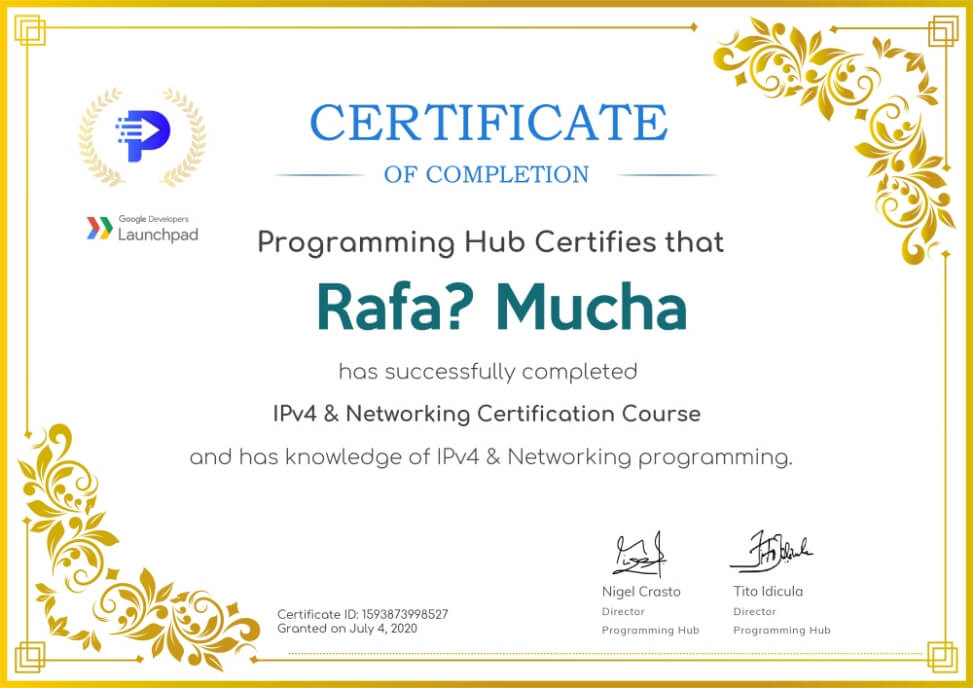 CERTIFICATE
OF COMPLETION
Google Developers
Launchpad
Programming Hub Certifies that
Rafa? Mucha
has successfully completed
IPv4 & Networking Certification Course
and has knowledge of IPv4 & Networking programming.
Nigel Crasto
Director
Programming Hub
Tito Idicula
Director
Programming Hub
Certificate ID: 1593873998527
Granted on July 4, 2020